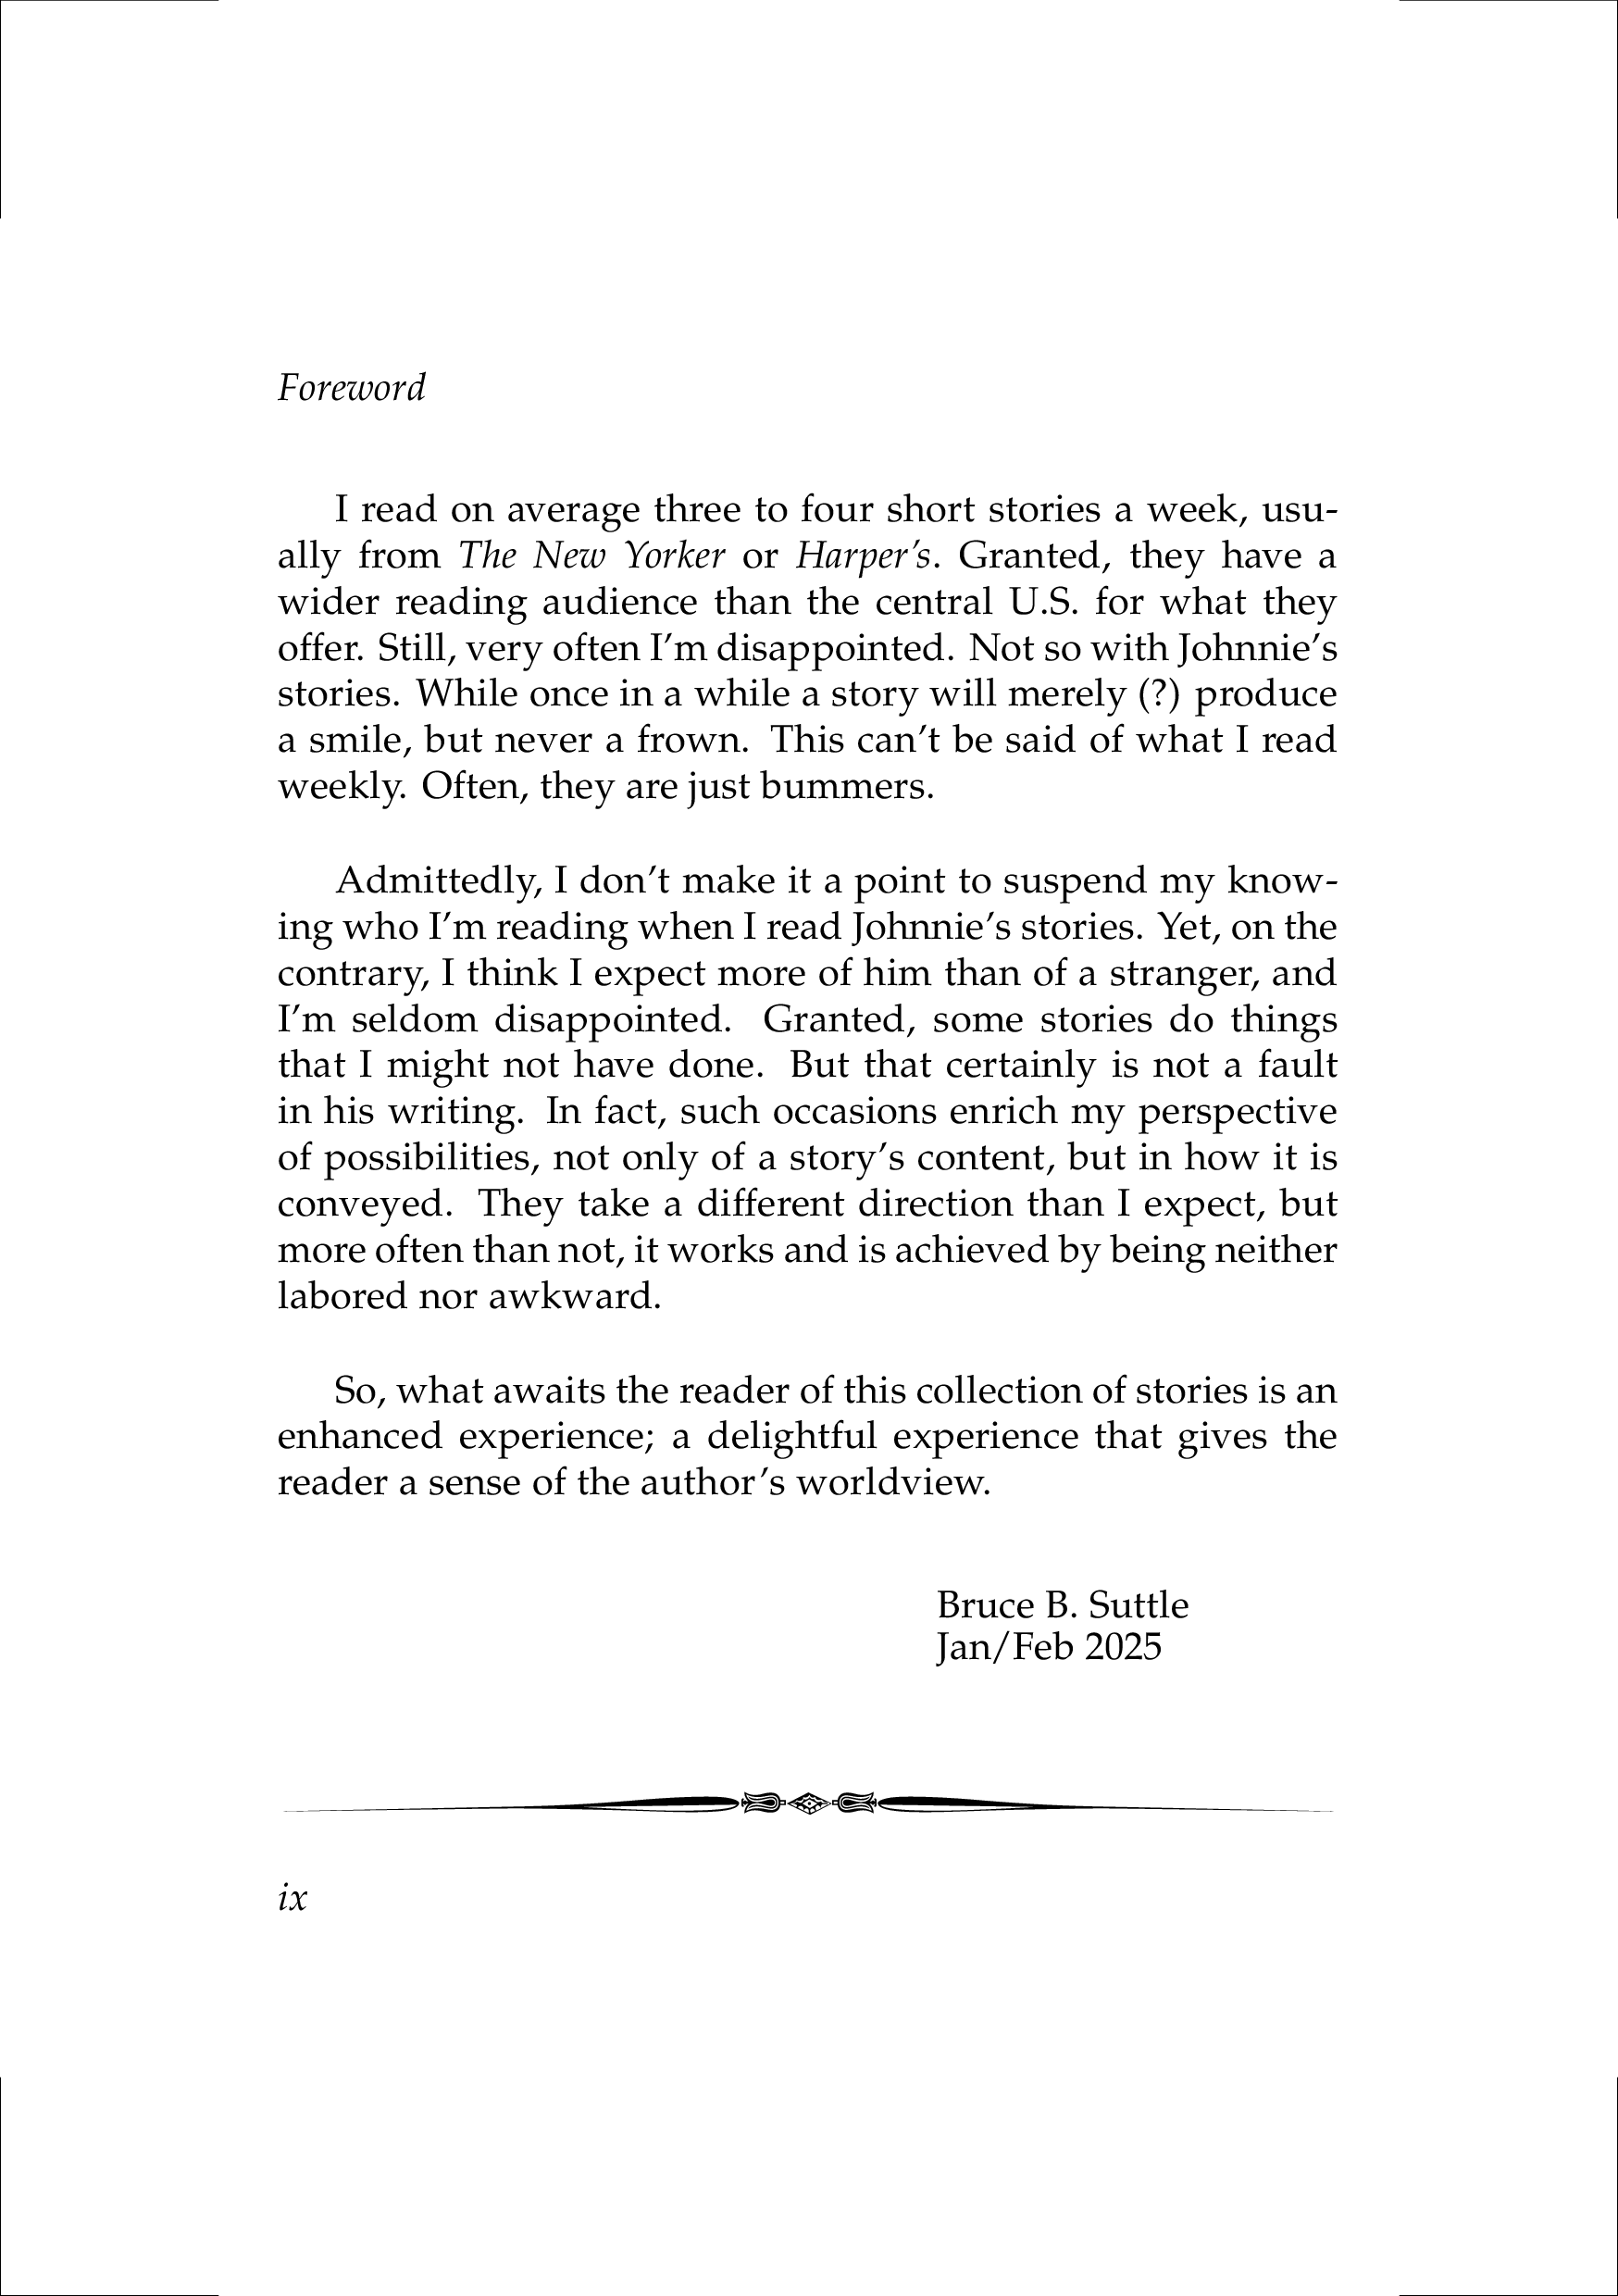 Foreword
I read on average three to four short stories a week, usu-
ally from The New Yorker or Harper’s. Granted, they have a
wider reading audience than the central U.S. for what they
offer. Still, very often I’m disappointed. Not so with Johnnie’s
stories. While once in a while a story will merely (?) produce
a smile, but never a frown. This can’t be said of what I read
weekly. Often, they are just bummers.
Admittedly, I don’t make it a point to suspend my know-
ing who I’m reading when I read Johnnie’s stories. Yet, on the
contrary, I think I expect more of him than of a stranger, and
I’m seldom disappointed. Granted, some stories do things
that I might not have done. But that certainly is not a fault
in his writing. In fact, such occasions enrich my perspective
of possibilities, not only of a story’s content, but in how it is
conveyed. They take a different direction than I expect, but
more often than not, it works and is achieved by being neither
labored nor awkward.
So, what awaits the reader of this collection of stories is an
enhanced experience; a delightful experience that gives the
reader a sense of the author’s worldview.
Bruce B. Suttle
Jan/Feb 2025
ix